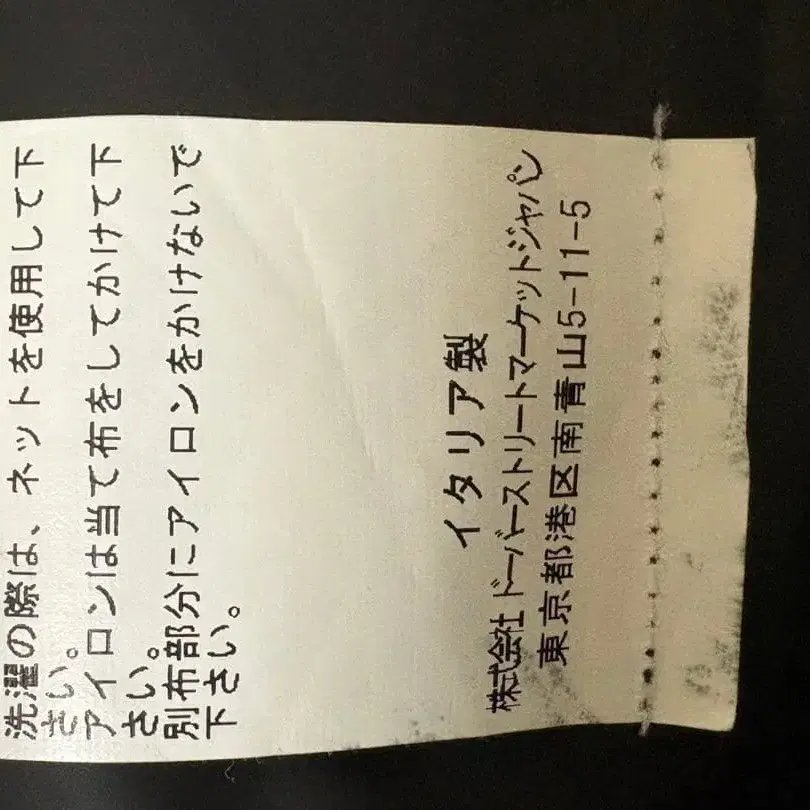 洗濯の際は、ネットを使用して下
さい。
アイロンは当て布をしてかけて下
さい。
別布部分にアイロンをかけないで
下さい。
イタリア製
株式会社 ドーバーストリートマーケットジャパン
東京都港区南青山5-11-5